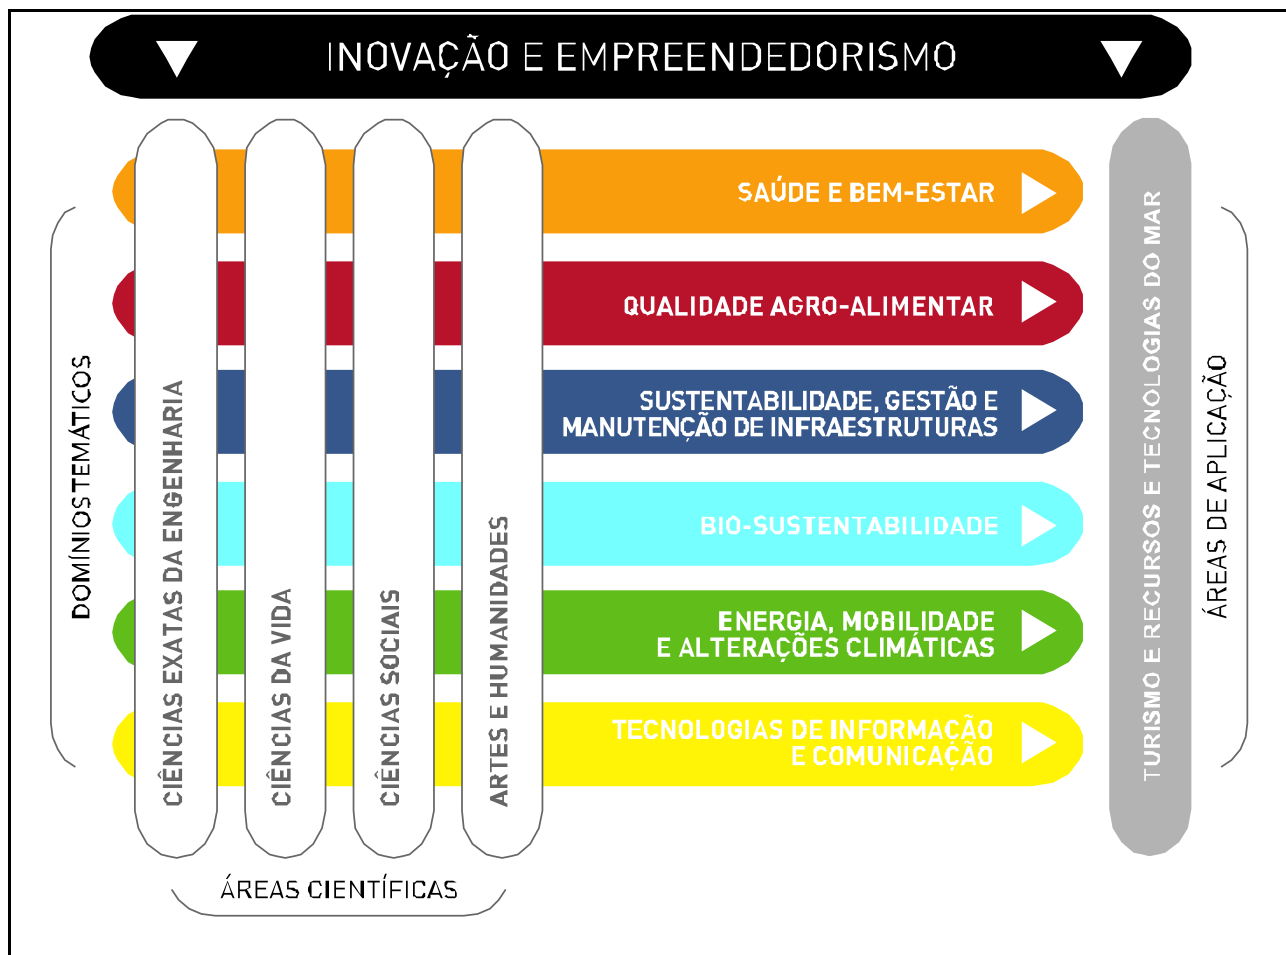 INOVAÇÃO E EMPREENDEDORISMO
SAÚDE E BEM-ESTAR
QUALIDADE AGRO-ALIMENTAR
SUSTENTABILIDADE, GESTÃO E
MANUTENÇÃO DE INFRAESTRUTURAS
BIO-SUSTENTABILIDADE
ENERGIA, MOBILIDADE
E ALTERAÇÕES CLIMÁTICAS
TECNOLOGIAS DE INFORMAÇÃO
E COMUNICAÇÃO
DOMÍNIOS TEMÁTICOS
CIÊNCIAS EXATAS DA ENGENHARIA
CIÊNCIAS DA VIDA
CIÊNCIAS SOCIAIS
ARTES E HUMANIDADES
TURISMO E RECURSOS E TECNOLOGIAS DO MAR
ÁREAS DE APLICAÇÃO
ÁREAS CIENTÍFICAS